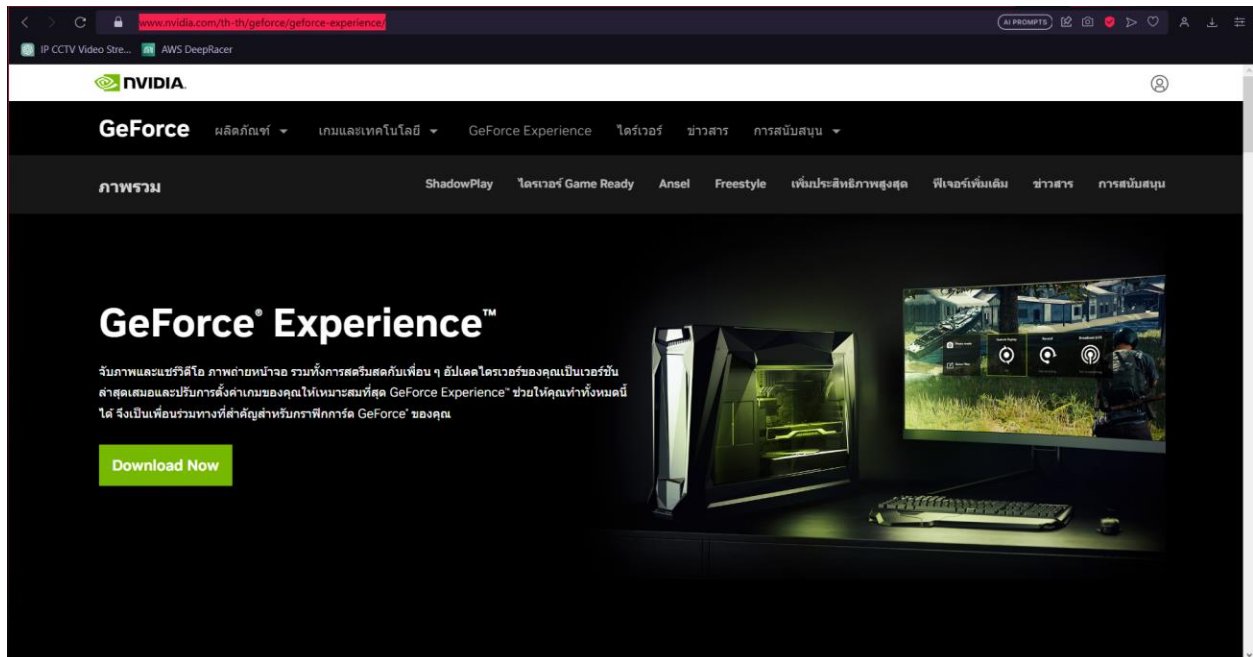 www.nvidia.com/th-th/geforce/geforce-experience/
AI PROMPTS
IP CCTV Video Stre... AWS DeepRacer
NVIDIA.
GeForce ผลิตภัณฑ์ เกมและเทคโนโลยี GeForce Experience ไดร์เวอร์ ข่าวสาร การสนับสนุน
ภาพรวม ShadowPlay ไดรเวอร์ Game Ready Ansel Freestyle เพิ่มประสิทธิภาพสูงสุด ฟีเจอร์เพิ่มเติม ข่าวสาร การสนับสนุน
GeForce® Experience™
จับภาพและแชร์วิดีโอ ภาพถ่ายหน้าจอ รวมทั้งการสตรีมสดกับเพื่อน ๆ อัปเดตไดรเวอร์ของคุณเป็นเวอร์ชัน
ล่าสุดเสมอและปรับการตั้งค่าเกมของคุณให้เหมาะสมที่สุด GeForce Experience™ ช่วยให้คุณทำทั้งหมดนี้
ได้ จึงเป็นเพื่อนร่วมทางที่สำคัญสำหรับกราฟิกการ์ด GeForce® ของคุณ
Download Now